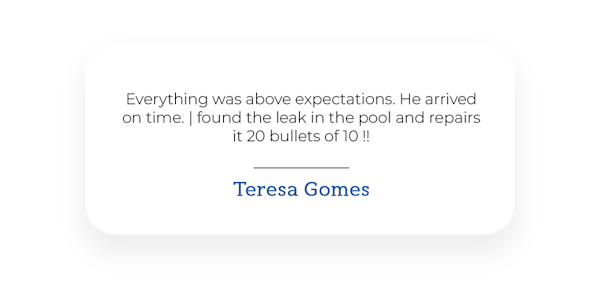 Everything was above expectations. He arrived
on time. | found the leak in the pool and repairs
it 20 bullets of 10 !!
Teresa Gomes